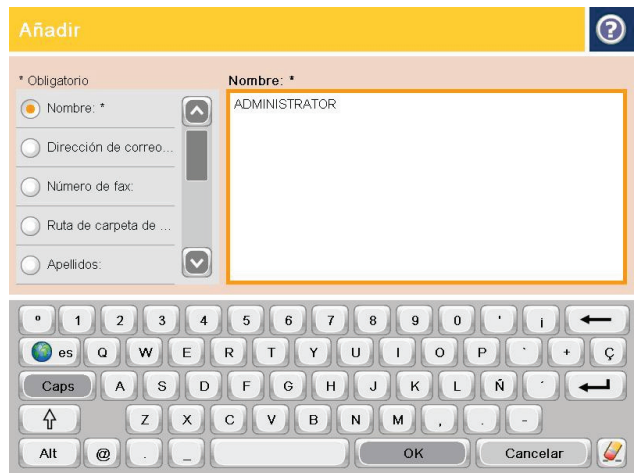 Añadir
?
* Obligatorio
Nombre: *
Nombre: *
ADMINISTRATOR
Dirección de correo...
Número de fax:
Ruta de carpeta de ...
Apellidos:
º 1 2 3 4 5 6 7 8 9 0 ' ¡
es Q W E R T Y U I O P ` + Ç
Caps A S D F G H J K L Ñ ´
Z X C V B N M , . -
Alt @ . _ OK Cancelar